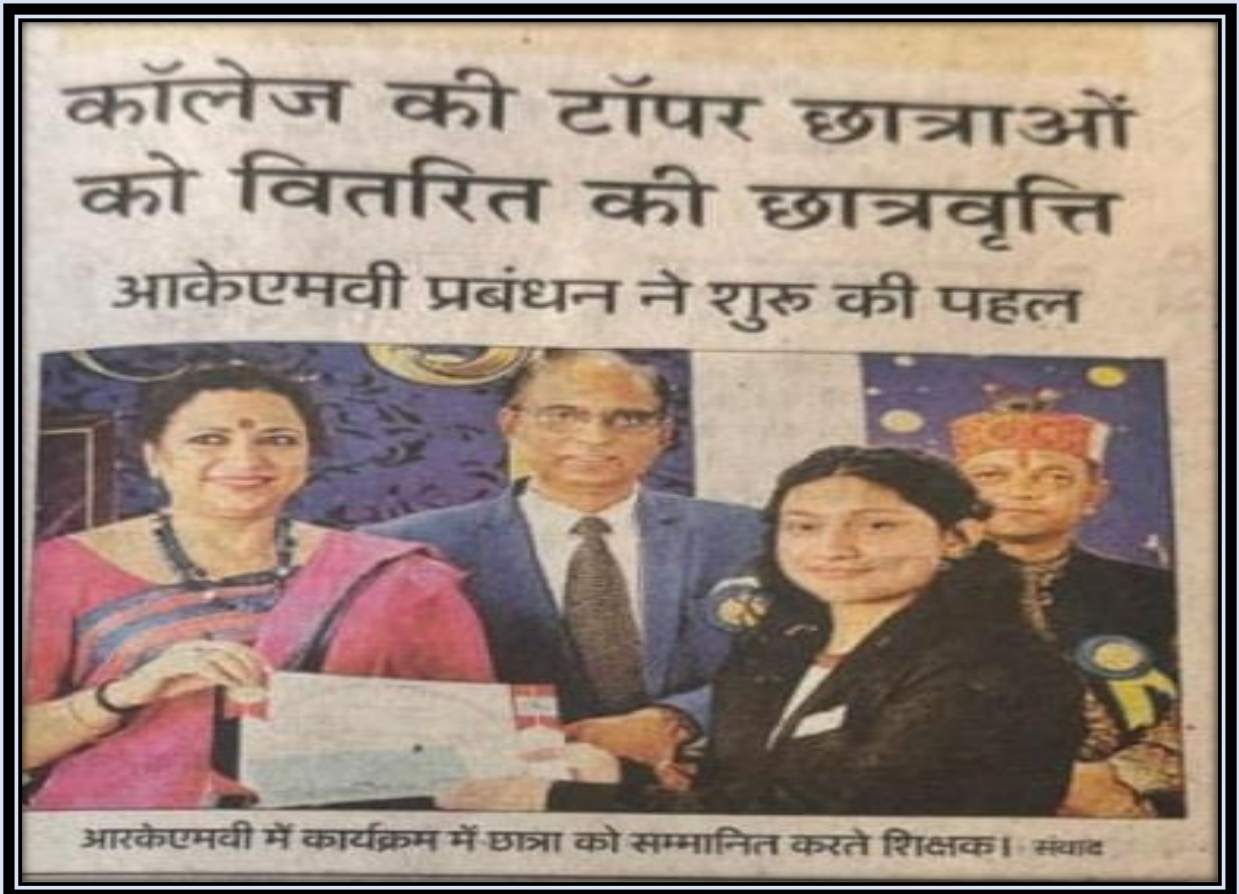 कॉलेज की टॉपर छात्राओं
को वितरित की छात्रवृत्ति
आकेएमवी प्रबंधन ने शुरू की पहल
आरकेएमवी में कार्यक्रम में छात्रा को सम्मानित करते शिक्षक। संवाद